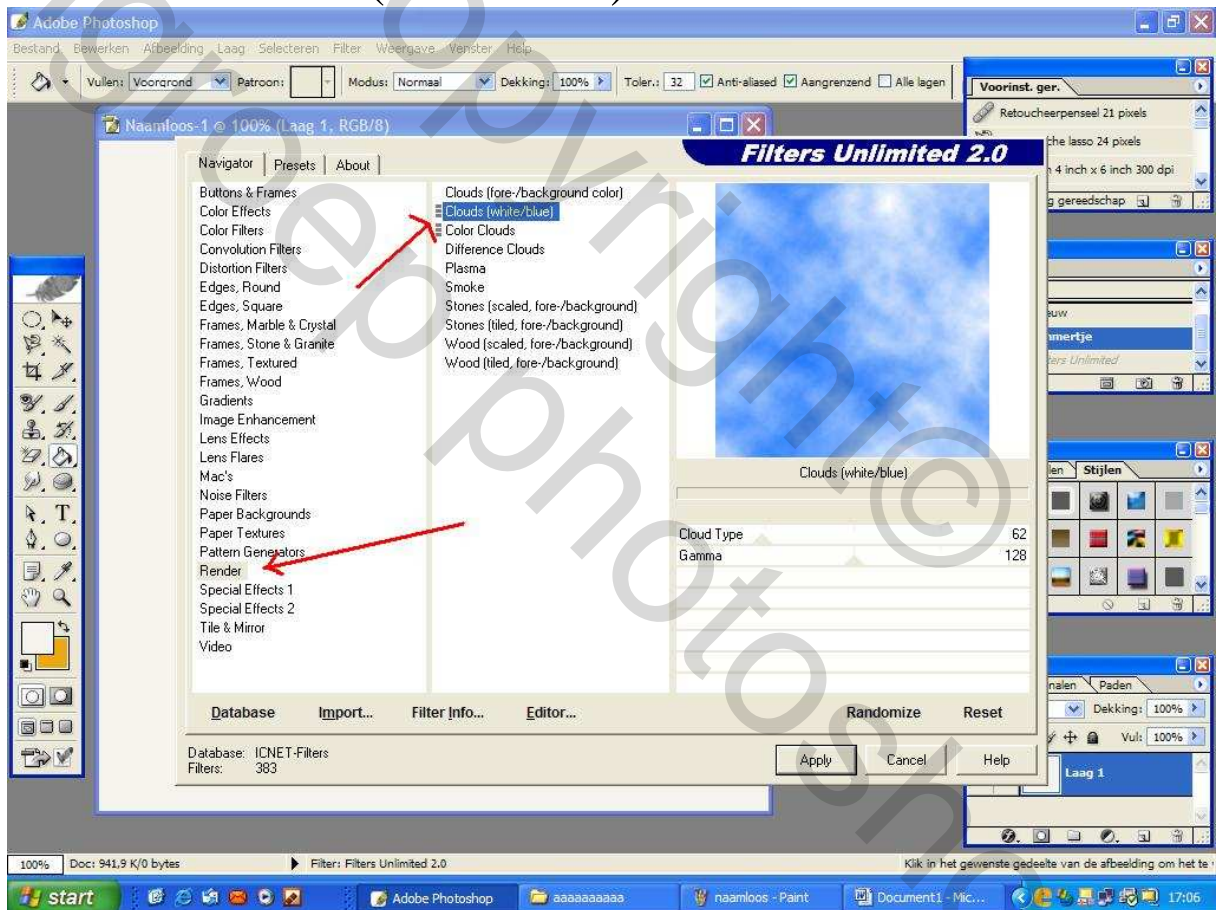 Adobe Photoshop
Bestand Bewerken Afbeelding Laag Selecteren Filter Weergave Venster Help
Vullen: Voorgrond Patroon: Modus: Normaal Dekking: 100% Toler.: 32 Anti-aliased Aangrenzend Alle lagen
Voorinst. ger.
Retoucheerpenseel 21 pixels
che lasso 24 pixels
4 inch x 6 inch 300 dpi
g gereedschap
Naamloos-1 @ 100% (Laag 1, RGB/8)
Filters Unlimited 2.0
Navigator Presets About
Buttons & Frames
Color Effects
Color Filters
Convolution Filters
Distortion Filters
Edges, Round
Edges, Square
Frames, Marble & Crystal
Frames, Stone & Granite
Frames, Textured
Frames, Wood
Gradients
Image Enhancement
Lens Effects
Lens Flares
Mac's
Noise Filters
Paper Backgrounds
Paper Textures
Pattern Generators
Render
Special Effects 1
Special Effects 2
Tile & Mirror
Video
Clouds (fore-/background color)
Clouds (white/blue)
Color Clouds
Difference Clouds
Plasma
Smoke
Stones (scaled, fore-/background)
Stones (tiled, fore-/background)
Wood (scaled, fore-/background)
Wood (tiled, fore-/background)
Clouds (white/blue)
Cloud Type 62
Gamma 128
Database Import... Filter Info... Editor... Randomize Reset
Database: ICNET-Filters
Filters: 383
Apply Cancel Help
euw
mmertje
ters Unlimited
len Stijlen
nalen Paden
Dekking: 100%
Vul: 100%
Laag 1
100% Doc: 941,9 K/0 bytes Filter: Filters Unlimited 2.0 Klik in het gewenste gedeelte van de afbeelding om het te
start Adobe Photoshop aaaaaaaaaa naamloos - Paint Document1 - Mic... 17:06